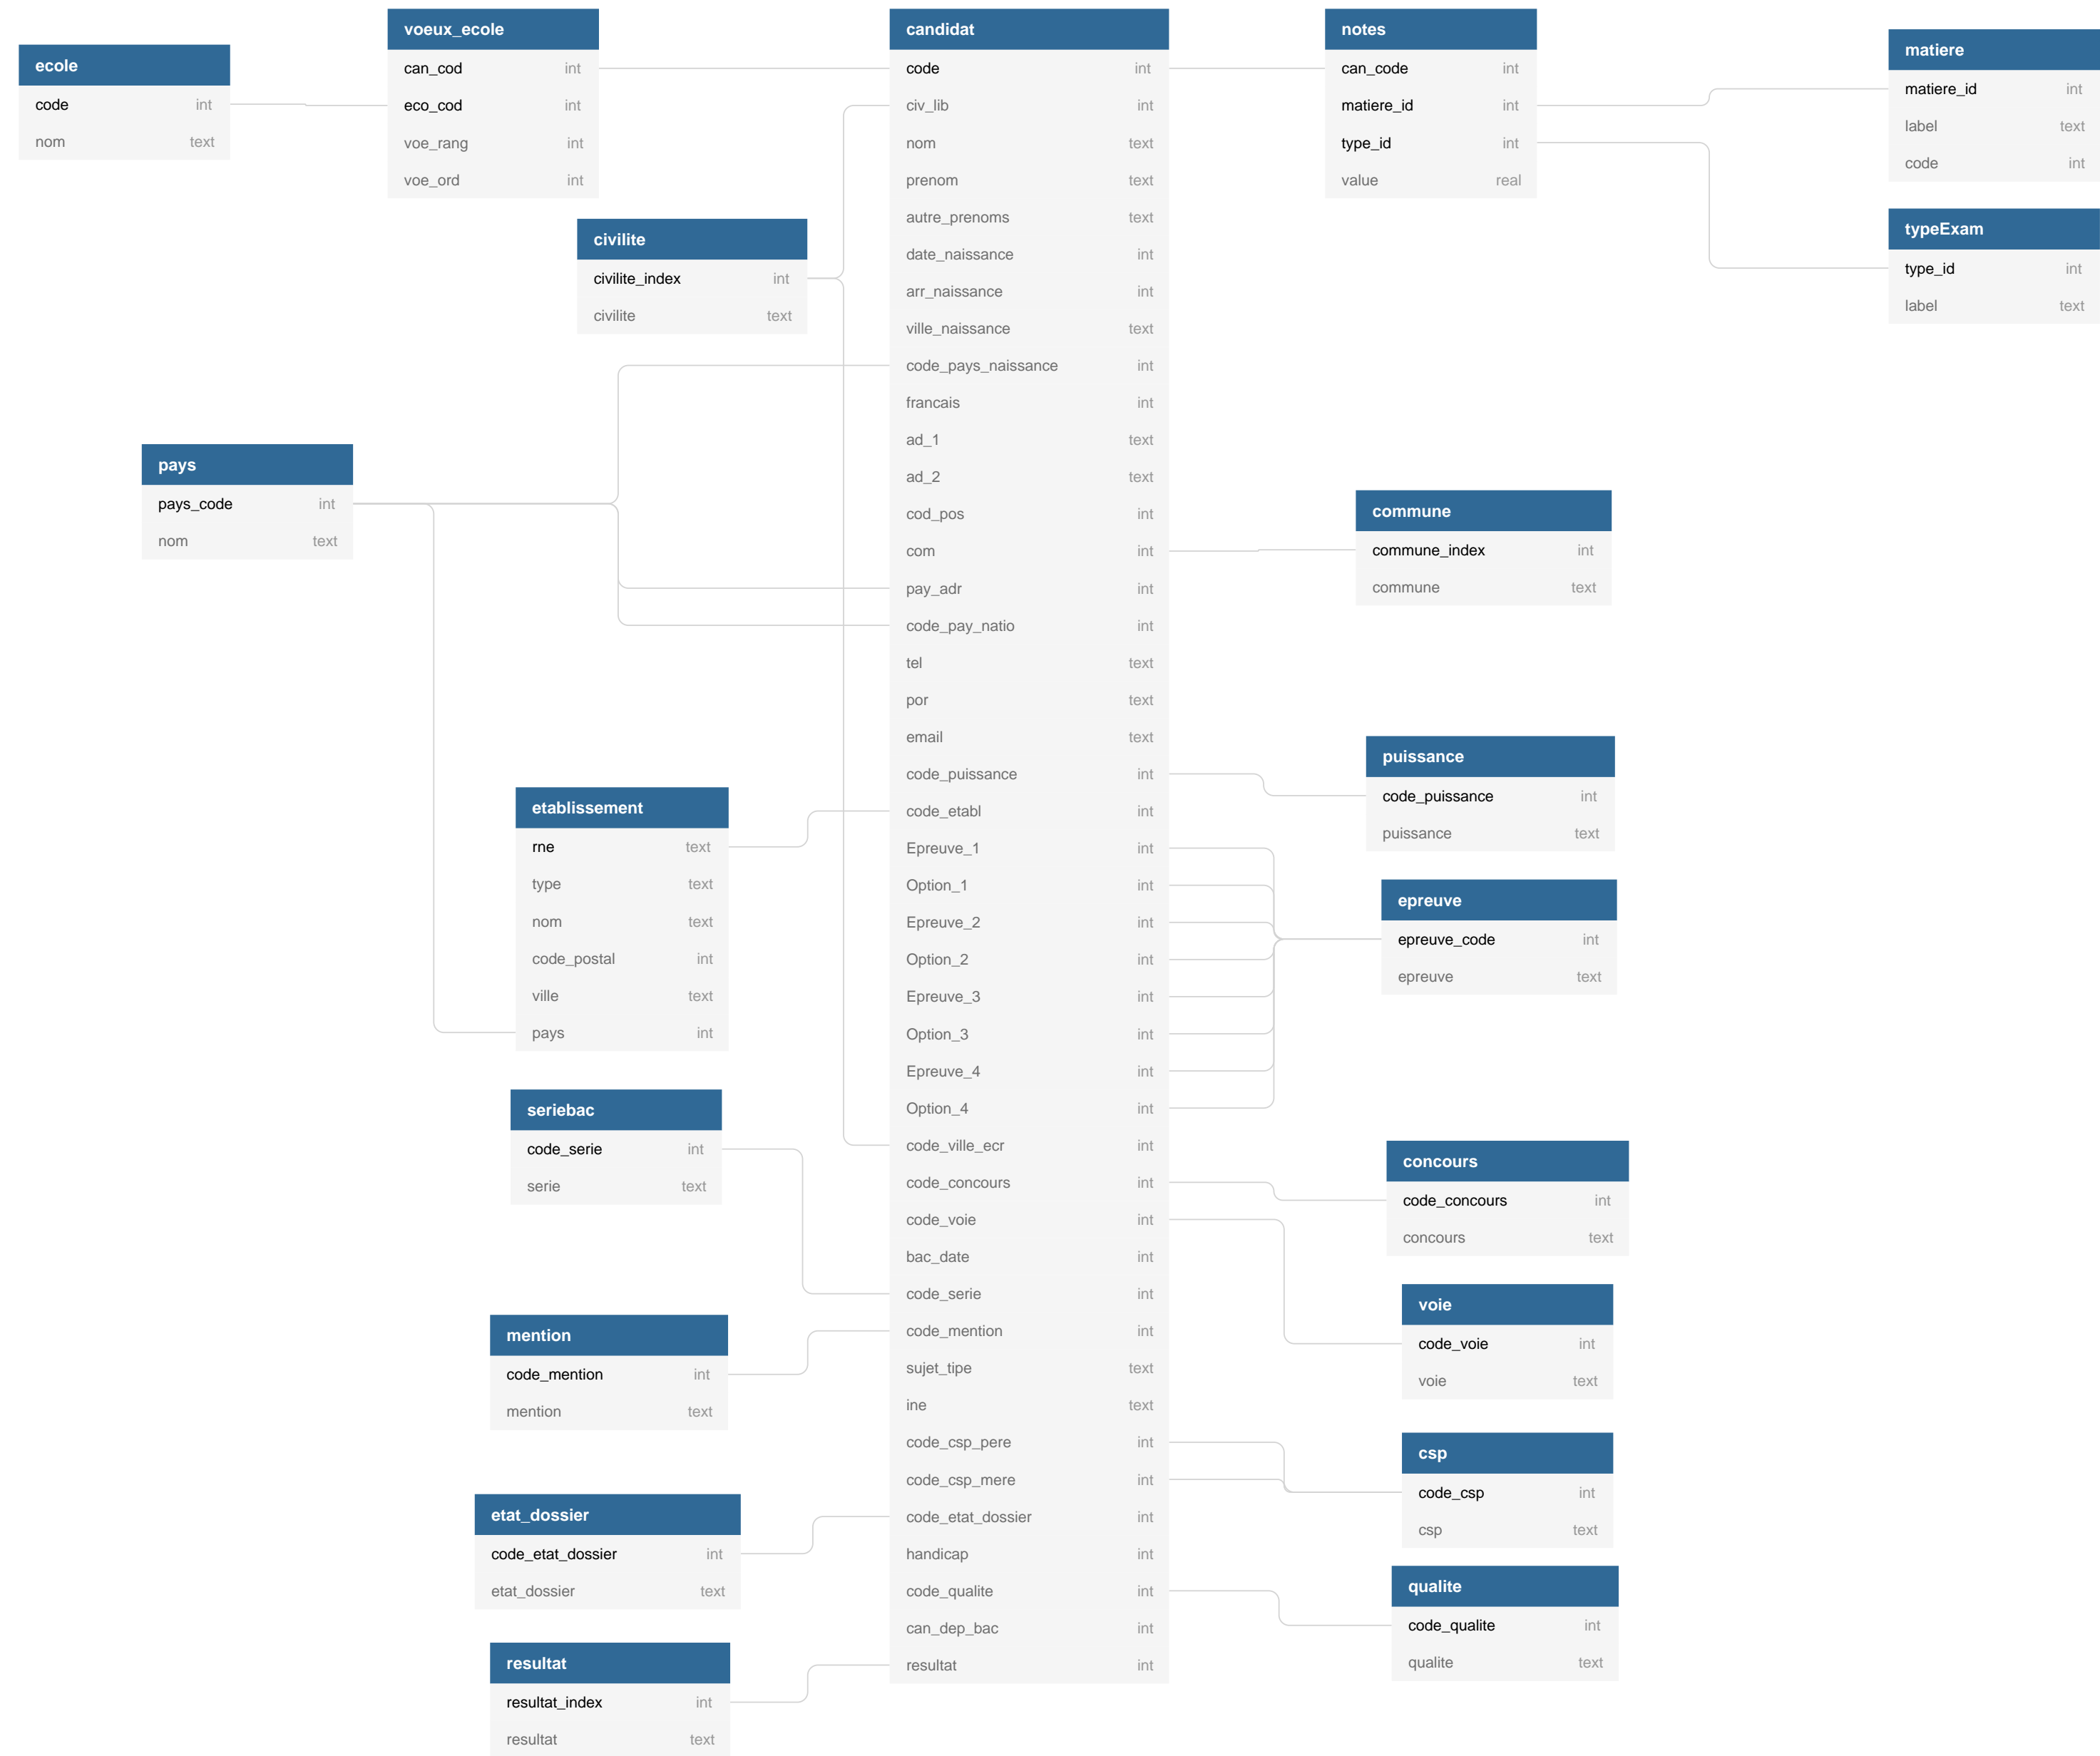 ecole
code int
nom text
voeux_ecole
can_cod int
eco_cod int
voe_rang int
voe_ord int
civilite
civilite_index int
civilite text
pays
pays_code int
nom text
etablissement
rne text
type text
nom text
code_postal int
ville text
pays int
seriebac
code_serie int
serie text
mention
code_mention int
mention text
etat_dossier
code_etat_dossier int
etat_dossier text
resultat
resultat_index int
resultat text
candidat
code int
civ_lib int
nom text
prenom text
autre_prenoms text
date_naissance int
arr_naissance int
ville_naissance text
code_pays_naissance int
francais int
ad_1 text
ad_2 text
cod_pos int
com int
pay_adr int
code_pay_natio int
tel text
por text
email text
code_puissance int
code_etabl int
Epreuve_1 int
Option_1 int
Epreuve_2 int
Option_2 int
Epreuve_3 int
Option_3 int
Epreuve_4 int
Option_4 int
code_ville_ecr int
code_concours int
code_voie int
bac_date int
code_serie int
code_mention int
sujet_tipe text
ine text
code_csp_pere int
code_csp_mere int
code_etat_dossier int
handicap int
code_qualite int
can_dep_bac int
resultat int
notes
can_code int
matiere_id int
type_id int
value real
matiere
matiere_id int
label text
code int
typeExam
type_id int
label text
commune
commune_index int
commune text
puissance
code_puissance int
puissance text
epreuve
epreuve_code int
epreuve text
concours
code_concours int
concours text
voie
code_voie int
voie text
csp
code_csp int
csp text
qualite
code_qualite int
qualite text